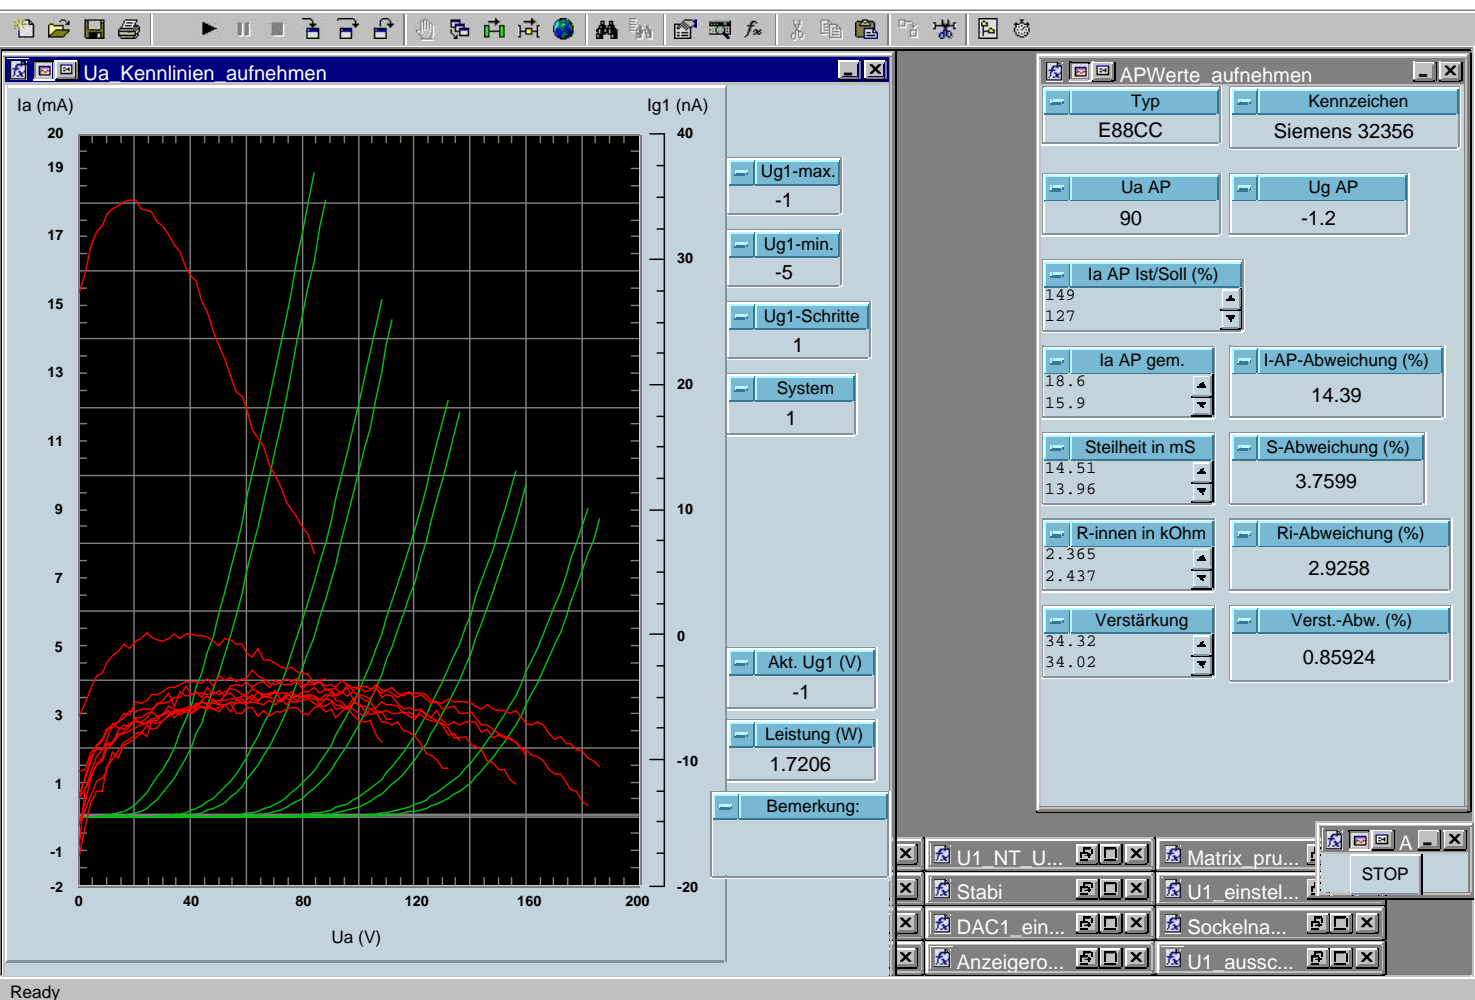 Ua_Kennlinien_aufnehmen
Ia (mA)
Ig1 (nA)
20
19
17
15
13
11
9
7
5
3
1
-1
-2
40
30
20
10
0
-10
-20
0
40
80
120
160
200
Ua (V)
Ug1-max.
-1
Ug1-min.
-5
Ug1-Schritte
1
System
1
Akt. Ug1 (V)
-1
Leistung (W)
1.7206
Bemerkung:
APWerte_aufnehmen
Typ
E88CC
Kennzeichen
Siemens 32356
Ua AP
90
Ug AP
-1.2
Ia AP Ist/Soll (%)
149
127
Ia AP gem.
18.6
15.9
I-AP-Abweichung (%)
14.39
Steilheit in mS
14.51
13.96
S-Abweichung (%)
3.7599
R-innen in kOhm
2.365
2.437
Ri-Abweichung (%)
2.9258
Verstärkung
34.32
34.02
Verst.-Abw. (%)
0.85924
A
STOP
U1_NT_U...
Matrix_pru...
Stabi
U1_einstel...
DAC1_ein...
Sockelna...
Anzeigero...
U1_aussc...
Ready